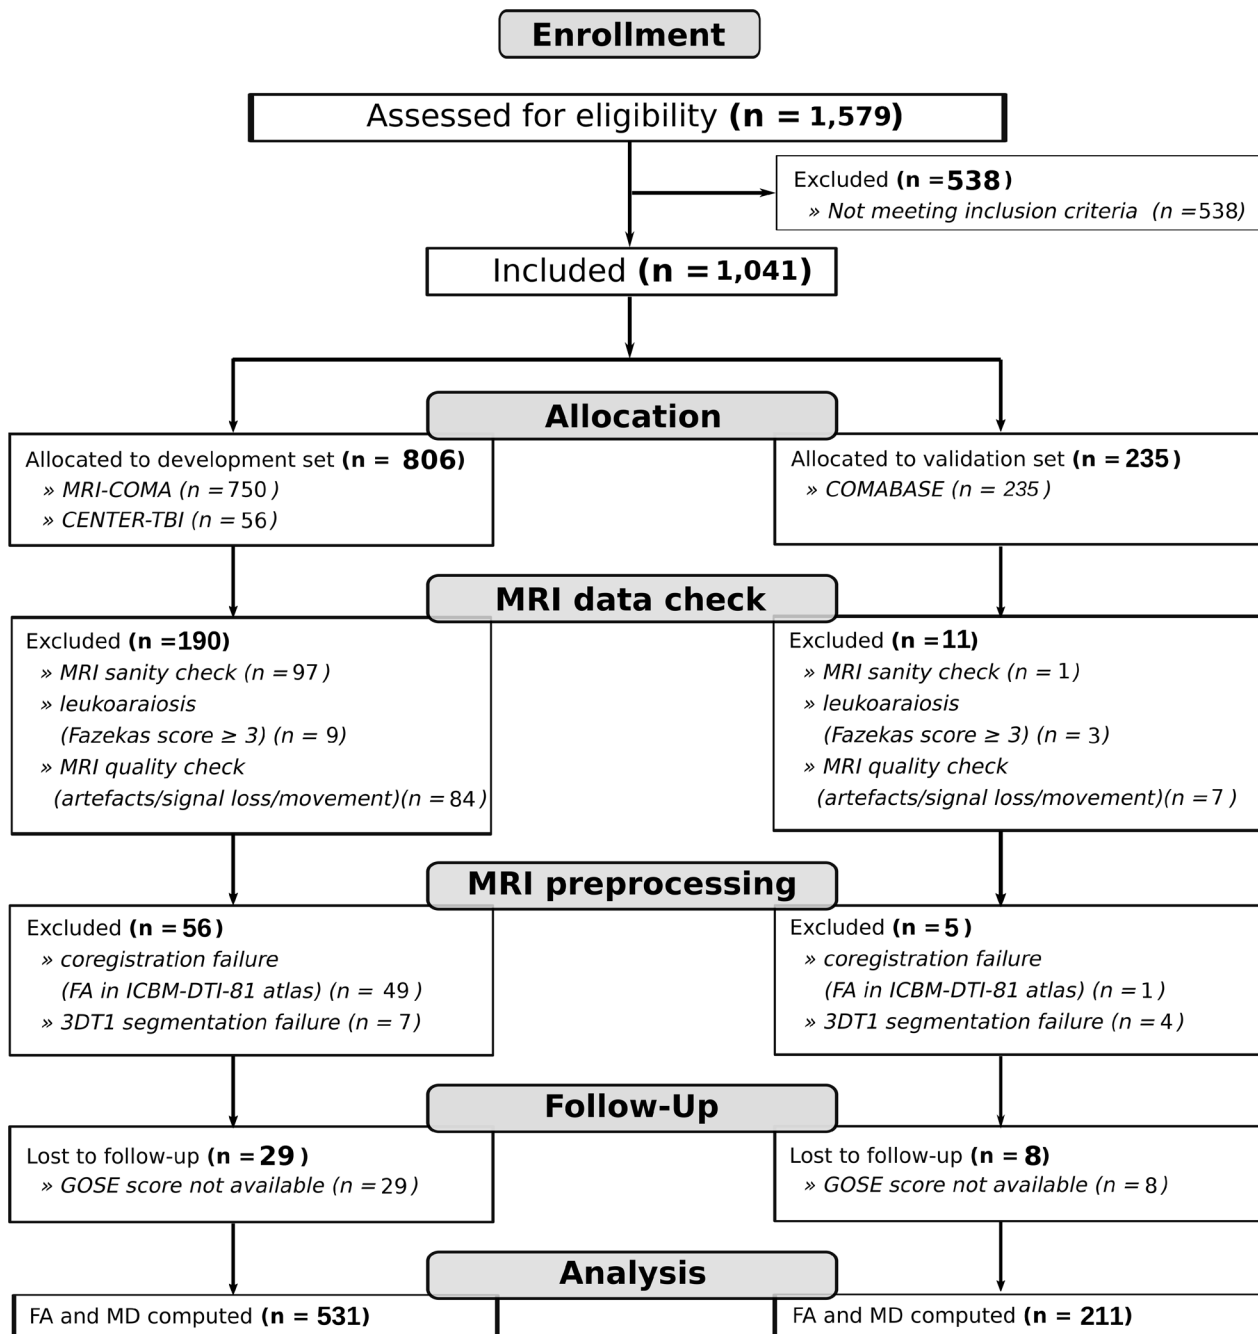 Enrollment
Assessed for eligibility (n = 1,579)
Excluded (n =538)
» Not meeting inclusion criteria (n =538)
Included (n = 1,041)
Allocation
Allocated to development set (n = 806)
» MRI-COMA (n =750 )
» CENTER-TBI (n = 56 )
Allocated to validation set (n = 235)
» COMABASE (n = 235 )
MRI data check
Excluded (n =190)
» MRI sanity check (n = 97 )
» leukoaraiosis
(Fazekas score ≥ 3) (n = 9)
» MRI quality check
(artefacts/signal loss/movement)(n = 84)
Excluded (n = 11)
» MRI sanity check (n = 1)
» leukoaraiosis
(Fazekas score ≥ 3) (n = 3)
» MRI quality check
(artefacts/signal loss/movement)(n =7 )
MRI preprocessing
Excluded (n = 56)
» coregistration failure
(FA in ICBM-DTI-81 atlas) (n = 49 )
» 3DT1 segmentation failure (n = 7 )
Excluded (n = 5 )
» coregistration failure
(FA in ICBM-DTI-81 atlas) (n = 1 )
» 3DT1 segmentation failure (n = 4 )
Follow-Up
Lost to follow-up (n = 29 )
» GOSE score not available (n = 29 )
Lost to follow-up (n = 8)
» GOSE score not available (n = 8 )
Analysis
FA and MD computed (n = 531)
FA and MD computed (n = 211)